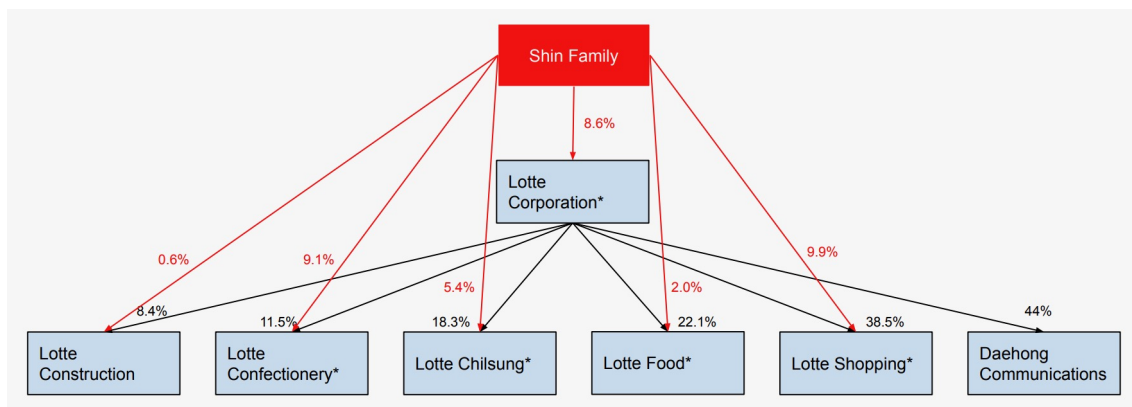 Shin Family
8.6%
Lotte
Corporation*
0.6%
9.1%
5.4%
2.0%
9.9%
8.4%
11.5%
18.3%
22.1%
38.5%
44%
Lotte
Construction
Lotte
Confectionery*
Lotte Chilsung*
Lotte Food*
Lotte Shopping*
Daehong
Communications